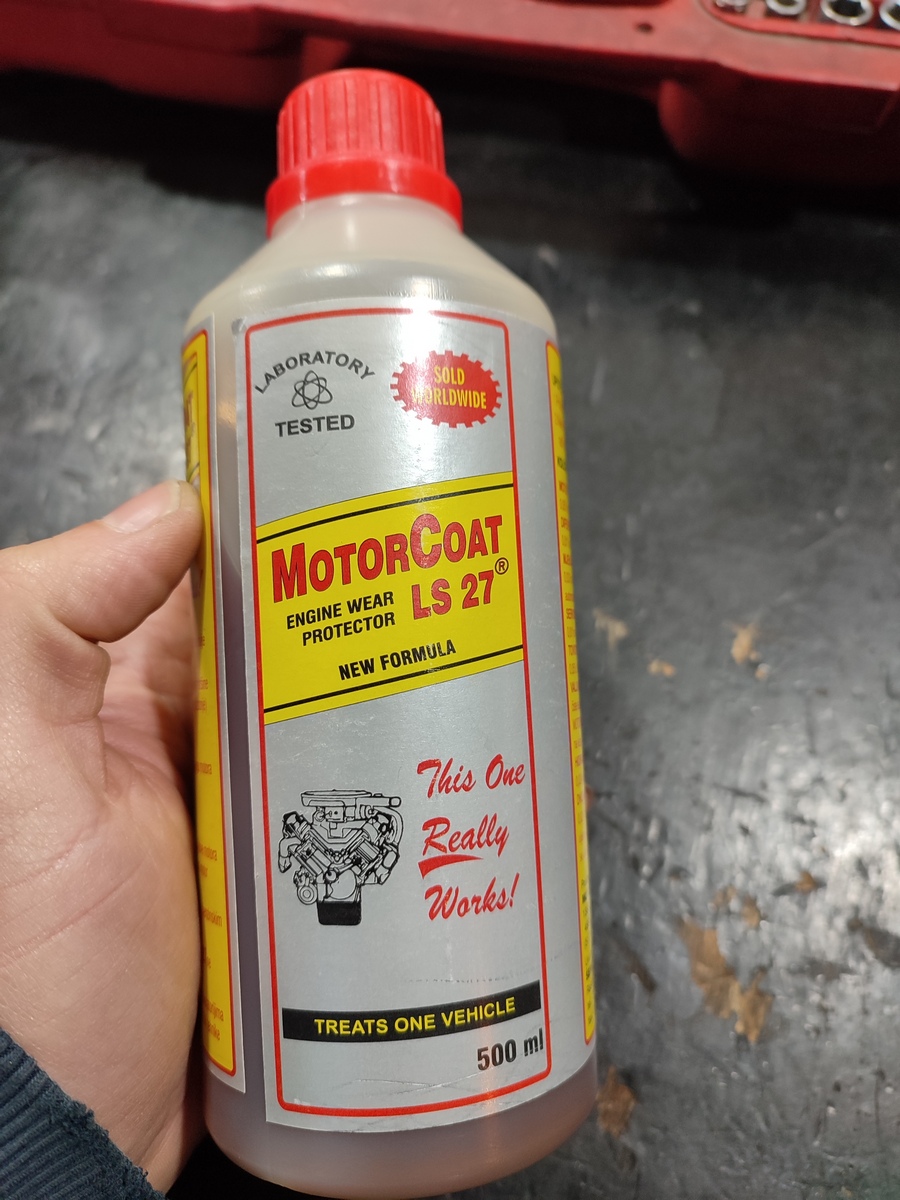 LABORATORY
TESTED
SOLD
WORLDWIDE
MOTORCOAT
LS 27®
ENGINE WEAR
PROTECTOR
NEW FORMULA
This One
Really
Works!
TREATS ONE VEHICLE
500 ml